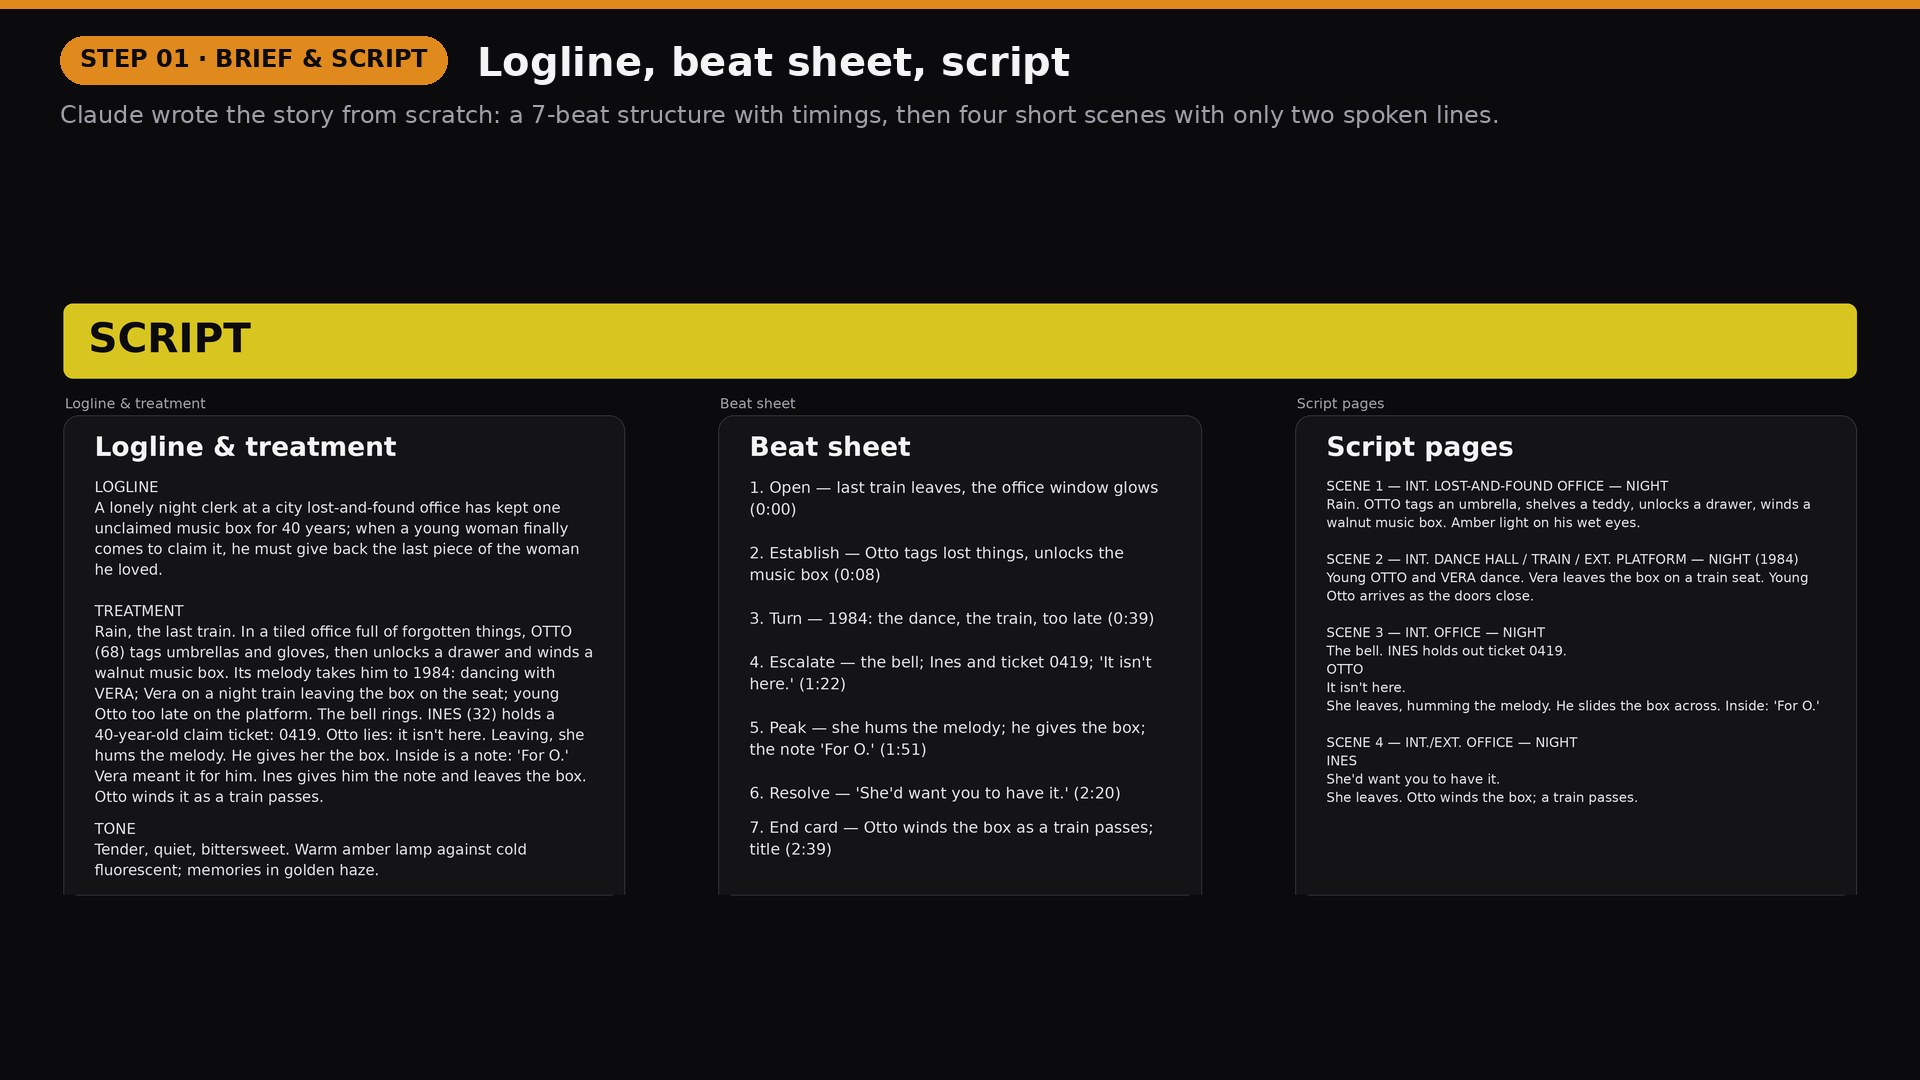 STEP 01 · BRIEF & SCRIPT
Logline, beat sheet, script
Claude wrote the story from scratch: a 7-beat structure with timings, then four short scenes with only two spoken lines.
SCRIPT
Logline & treatment
Logline & treatment
LOGLINE
A lonely night clerk at a city lost-and-found office has kept one
unclaimed music box for 40 years; when a young woman finally
comes to claim it, he must give back the last piece of the woman
he loved.
TREATMENT
Rain, the last train. In a tiled office full of forgotten things, OTTO
(68) tags umbrellas and gloves, then unlocks a drawer and winds a
walnut music box. Its melody takes him to 1984: dancing with
VERA; Vera on a night train leaving the box on the seat; young
Otto too late on the platform. The bell rings. INES (32) holds a
40-year-old claim ticket: 0419. Otto lies: it isn't here. Leaving, she
hums the melody. He gives her the box. Inside is a note: 'For O.'
Vera meant it for him. Ines gives him the note and leaves the box.
Otto winds it as a train passes.
TONE
Tender, quiet, bittersweet. Warm amber lamp against cold
fluorescent; memories in golden haze.
Beat sheet
Beat sheet
1. Open — last train leaves, the office window glows
(0:00)
2. Establish — Otto tags lost things, unlocks the
music box (0:08)
3. Turn — 1984: the dance, the train, too late (0:39)
4. Escalate — the bell; Ines and ticket 0419; 'It isn't
here.' (1:22)
5. Peak — she hums the melody; he gives the box;
the note 'For O.' (1:51)
6. Resolve — 'She'd want you to have it.' (2:20)
7. End card — Otto winds the box as a train passes;
title (2:39)
Script pages
Script pages
SCENE 1 — INT. LOST-AND-FOUND OFFICE — NIGHT
Rain. OTTO tags an umbrella, shelves a teddy, unlocks a drawer, winds a
walnut music box. Amber light on his wet eyes.
SCENE 2 — INT. DANCE HALL / TRAIN / EXT. PLATFORM — NIGHT (1984)
Young OTTO and VERA dance. Vera leaves the box on a train seat. Young
Otto arrives as the doors close.
SCENE 3 — INT. OFFICE — NIGHT
The bell. INES holds out ticket 0419.
OTTO
It isn't here.
She leaves, humming the melody. He slides the box across. Inside: 'For O.'
SCENE 4 — INT./EXT. OFFICE — NIGHT
INES
She'd want you to have it.
She leaves. Otto winds the box; a train passes.